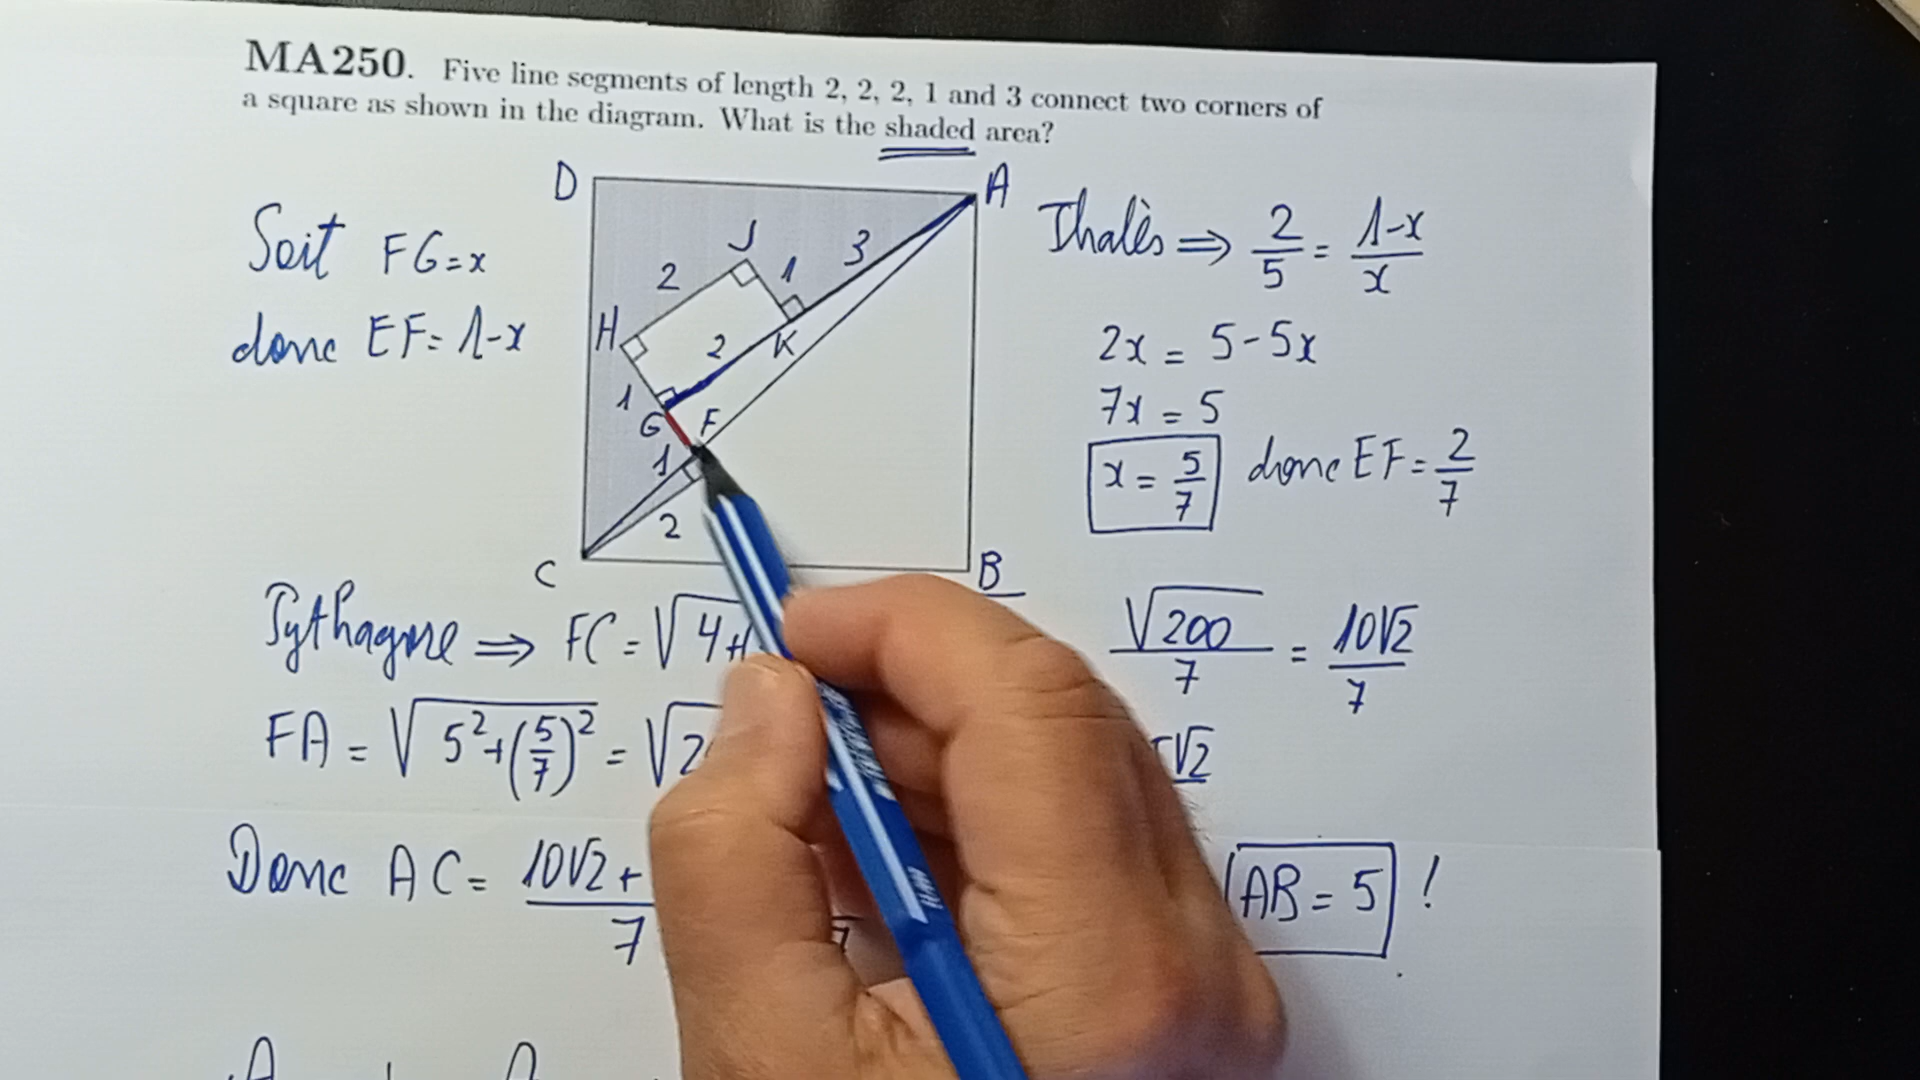 MA250. Five line segments of length 2, 2, 2, 1 and 3 connect two corners of
a square as shown in the diagram. What is the shaded area?
D
A
J
3
1
2
H
2
K
1
G
F
1
2
C
B
Soit FG=x
donc EF=1-x
Thalès ⇒ 2/5 = 1-x/x
2x = 5-5x
7x = 5
x = 5/7 donc EF = 2/7
Pythagore ⇒ FC = √4+
√200/7 = 10√2/7
FA = √5²+(5/7)² = √2
√2
Donc AC = 10√2+
7
AB = 5 !